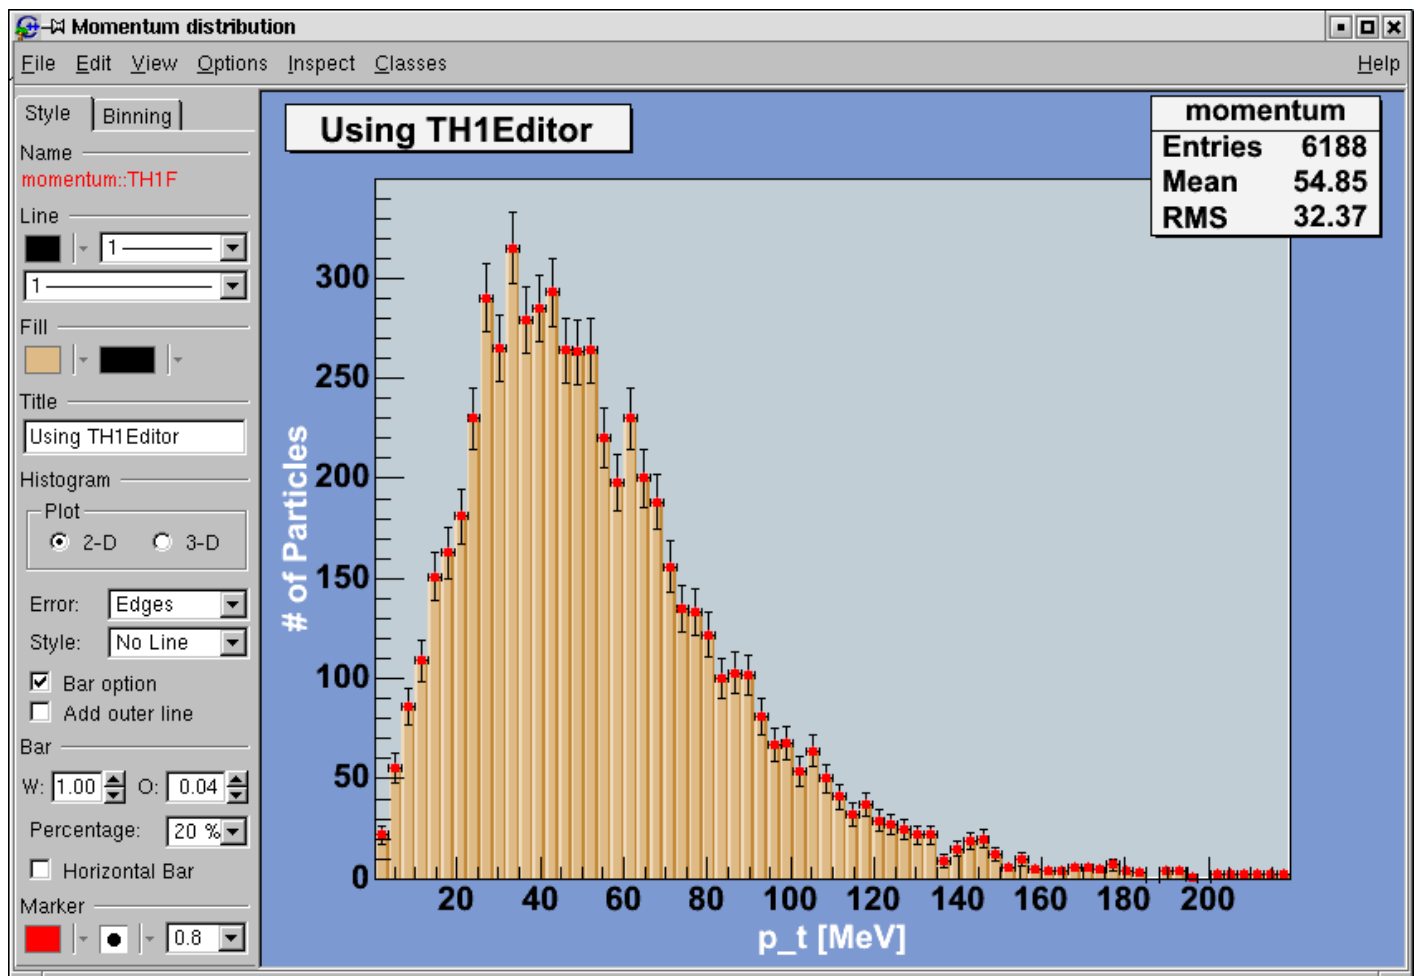 Momentum distribution
File Edit View Options Inspect Classes Help
Style Binning
Name
momentum::TH1F
Line
1
1
Fill
Title
Using TH1Editor
Histogram
Plot
2-D 3-D
Error: Edges
Style: No Line
Bar option
Add outer line
Bar
W: 1.00 O: 0.04
Percentage: 20 %
Horizontal Bar
Marker
0.8
Using TH1Editor
momentum
Entries 6188
Mean 54.85
RMS 32.37
# of Particles
300
250
200
150
100
50
0
20 40 60 80 100 120 140 160 180 200
p_t [MeV]